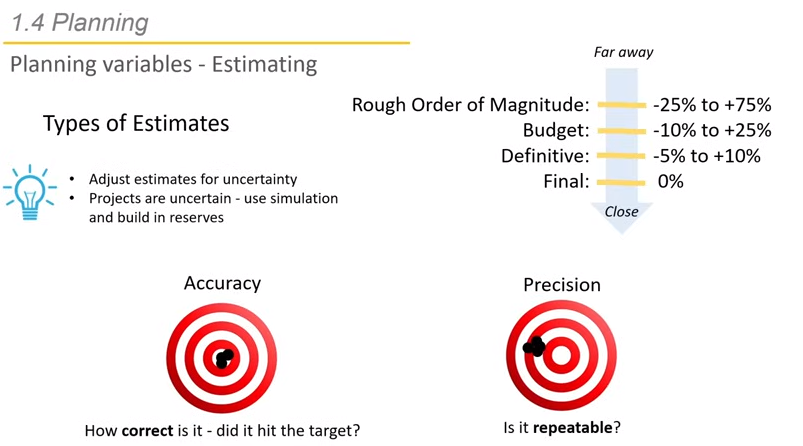 1.4 Planning
Planning variables - Estimating
Types of Estimates
• Adjust estimates for uncertainty
• Projects are uncertain - use simulation
and build in reserves
Far away
Rough Order of Magnitude: -25% to +75%
Budget: -10% to +25%
Definitive: -5% to +10%
Final: 0%
Close
Accuracy
How correct is it - did it hit the target?
Precision
Is it repeatable?